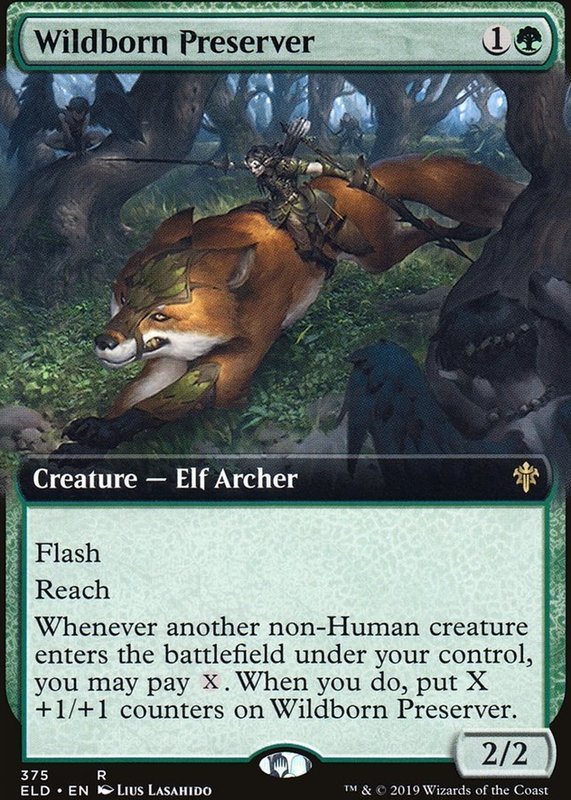 Wildborn Preserver 1
Creature — Elf Archer
Flash
Reach
Whenever another non-Human creature
enters the battlefield under your control,
you may pay X. When you do, put X
+1/+1 counters on Wildborn Preserver.
2/2
375 R
ELD • EN Lius Lasahido
™ & © 2019 Wizards of the Coast